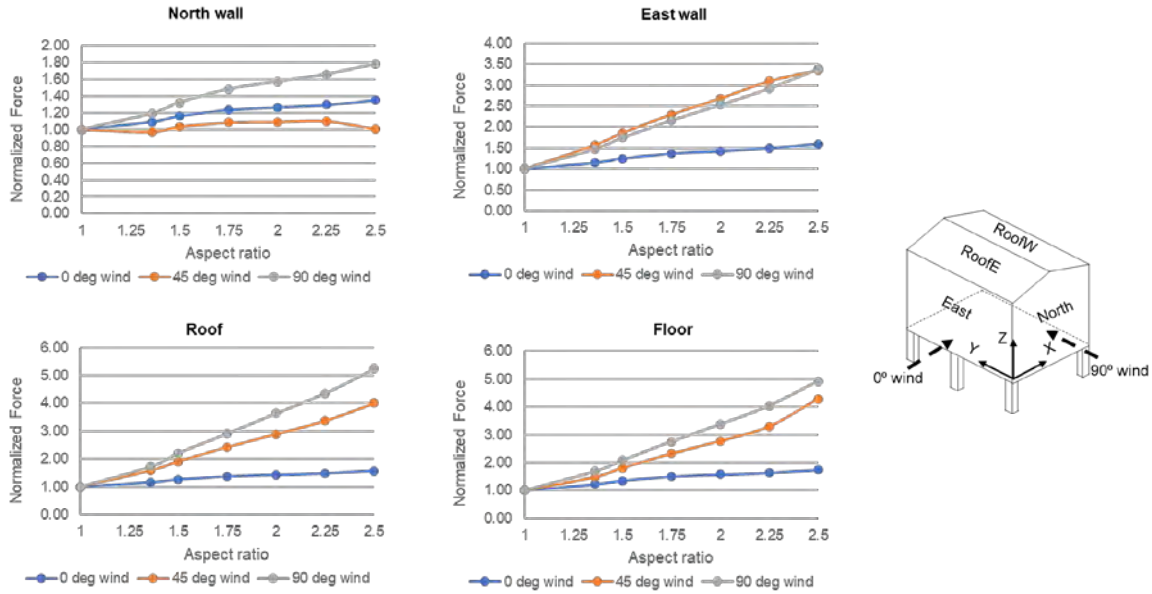 North wall
Normalized Force
2.00
1.80
1.60
1.40
1.20
1.00
0.80
0.60
0.40
0.20
0.00
1 1.25 1.5 1.75 2 2.25 2.5
Aspect ratio
0 deg wind 45 deg wind 90 deg wind
East wall
Normalized Force
4.00
3.50
3.00
2.50
2.00
1.50
1.00
0.50
0.00
1 1.25 1.5 1.75 2 2.25 2.5
Aspect ratio
0 deg wind 45 deg wind 90 deg wind
Roof
Normalized Force
6.00
5.00
4.00
3.00
2.00
1.00
0.00
1 1.25 1.5 1.75 2 2.25 2.5
Aspect ratio
0 deg wind 45 deg wind 90 deg wind
Floor
Normalized Force
6.00
5.00
4.00
3.00
2.00
1.00
0.00
1 1.25 1.5 1.75 2 2.25 2.5
Aspect ratio
0 deg wind 45 deg wind 90 deg wind
RoofW
RoofE
East
North
Z
Y
X
0º wind
90º wind